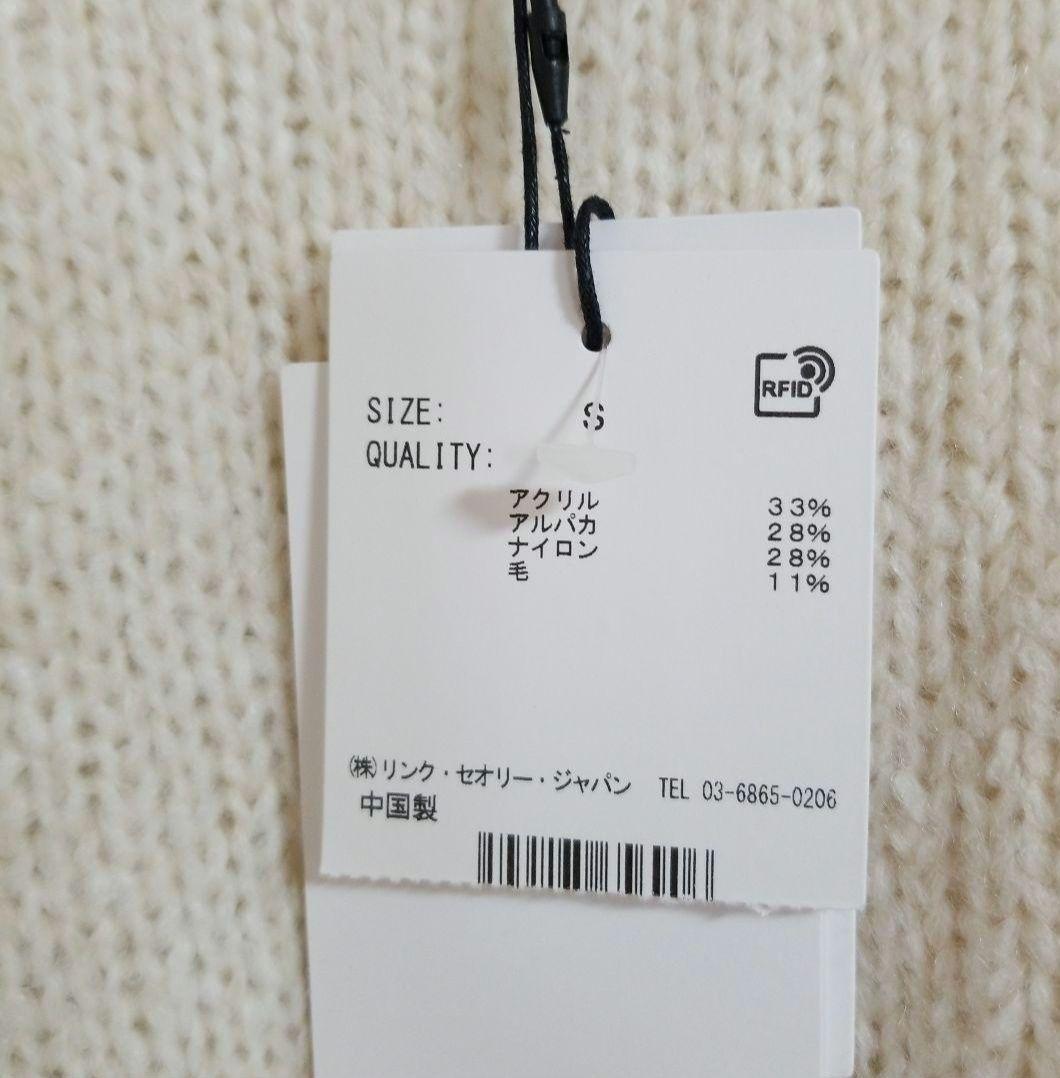 RFID
SIZE: S
QUALITY:
アクリル 33%
アルパカ 28%
ナイロン 28%
毛 11%
㈱リンク・セオリー・ジャパン TEL 03-6865-0206
中国製